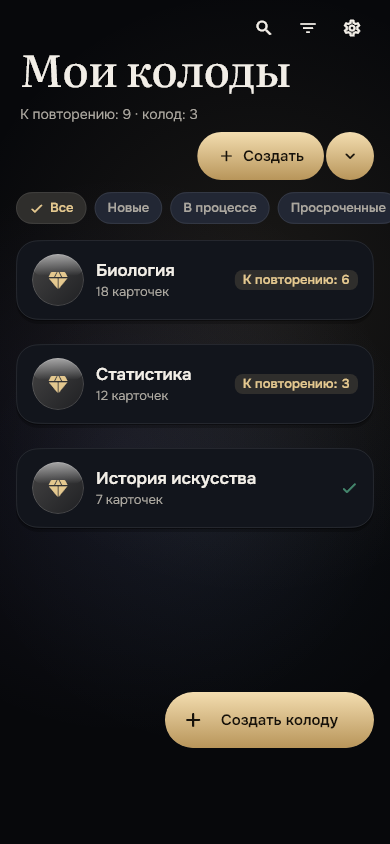 Мои колоды
К повторению: 9 · колод: 3
Создать
Все
Новые
В процессе
Просроченные
Биология
18 карточек
К повторению: 6
Статистика
12 карточек
К повторению: 3
История искусства
7 карточек
Создать колоду